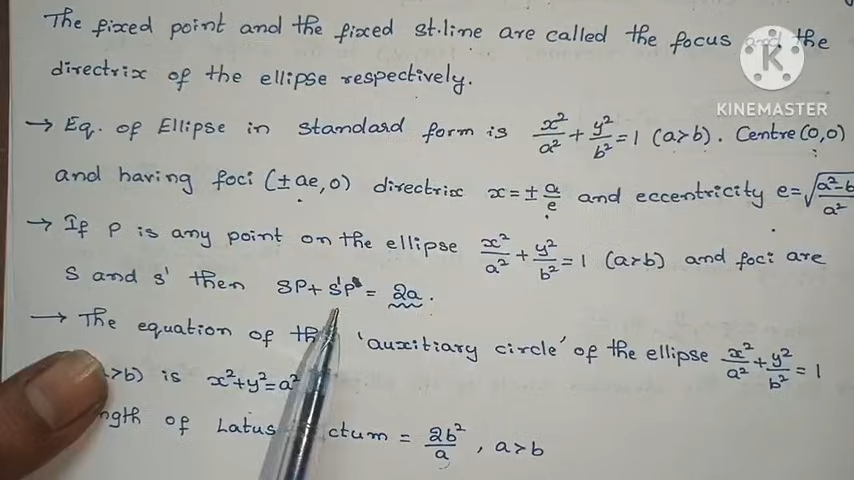 The fixed point and the fixed st.line are called the focus the
K
KINEMASTER
directrix of the ellipse respectively.
→ Eq. of Ellipse in standard form is x²/a² + y²/b² = 1 (a>b). Centre (0,0)
and having foci (±ae, 0) directrix x = ± a/e and eccentricity e = √(a²-b
a²
→ If P is any point on the ellipse x²/a² + y²/b² = 1 (a>b) and foci are
S and S' then SP + S'P = 2a.
→ The equation of 'auxitiary circle' of the ellipse x²/a² + y²/b² = 1
>b) is x²+y²=a²
of Latus = 2b²/a , a>b